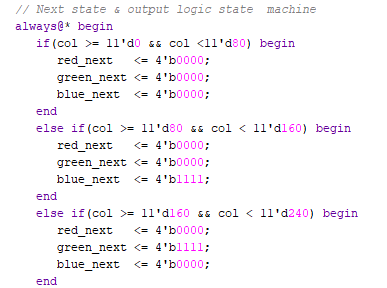 // Next state & output logic state  machine
always@* begin
   if(col >= 11'd0 && col <11'd80) begin
      red_next   <= 4'b0000;
      green_next <= 4'b0000;
      blue_next  <= 4'b0000;
   end
   else if(col >= 11'd80 && col < 11'd160) begin
      red_next   <= 4'b0000;
      green_next <= 4'b0000;
      blue_next  <= 4'b1111;
   end
   else if(col >= 11'd160 && col < 11'd240) begin
      red_next   <= 4'b0000;
      green_next <= 4'b1111;
      blue_next  <= 4'b0000;
   end